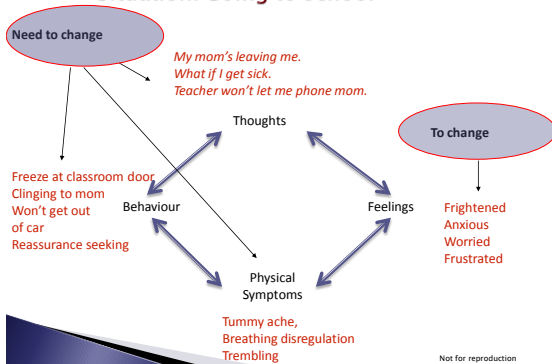 Need to change
My mom's leaving me.
What if I get sick.
Teacher won't let me phone mom.
Thoughts
To change
Freeze at classroom door
Clinging to mom
Won't get out
of car
Reassurance seeking
Behaviour
Feelings
Frightened
Anxious
Worried
Frustrated
Physical
Symptoms
Tummy ache,
Breathing disregulation
Trembling
Not for reproduction